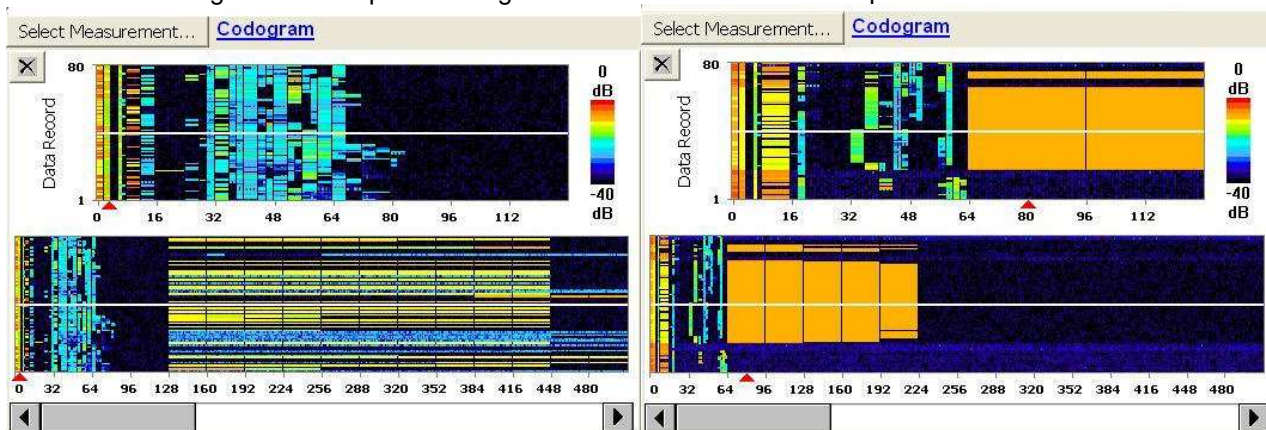 Select Measurement... Codogram
80
Data Record
1
0 16 32 48 64 80 96 112
0
dB
-40
dB
0 32 64 96 128 160 192 224 256 288 320 352 384 416 448 480
Select Measurement... Codogram
80
Data Record
1
0 16 32 48 64 80 96 112
0
dB
-40
dB
0 32 64 96 128 160 192 224 256 288 320 352 384 416 448 480